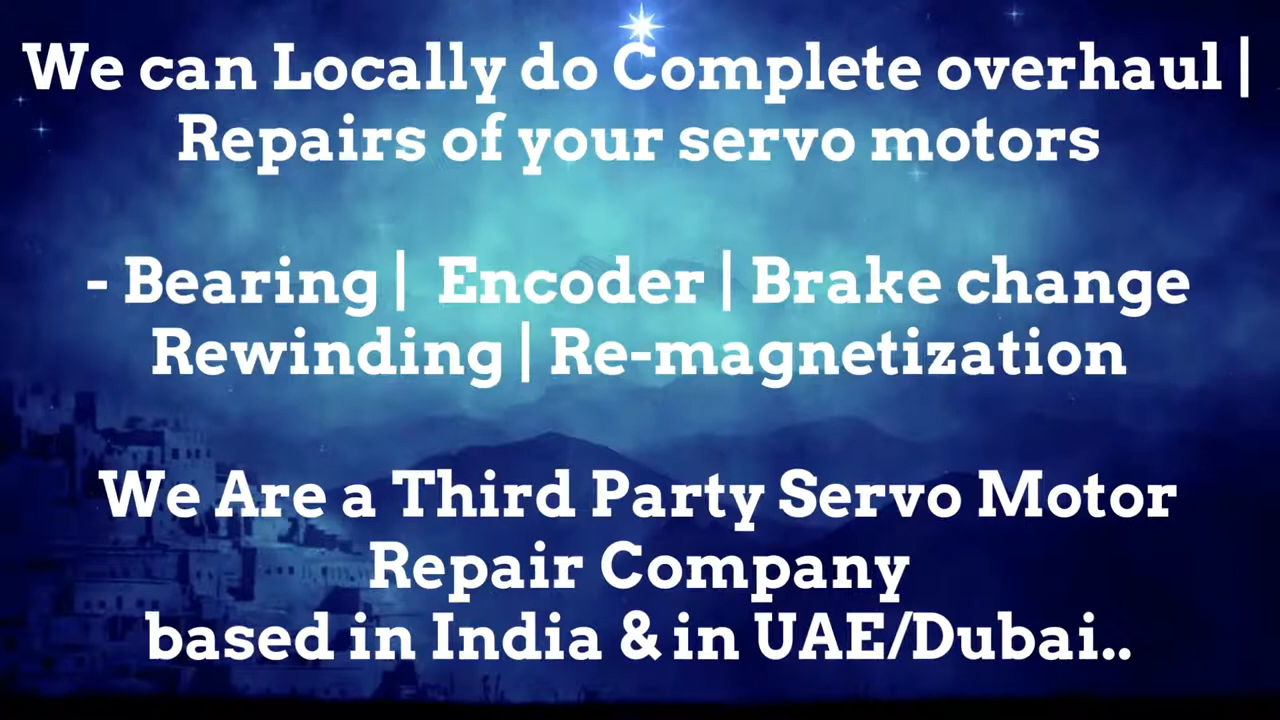 We can Locally do Complete overhaul |
Repairs of your servo motors
- Bearing | Encoder | Brake change
Rewinding | Re-magnetization
We Are a Third Party Servo Motor
Repair Company
based in India & in UAE/Dubai..